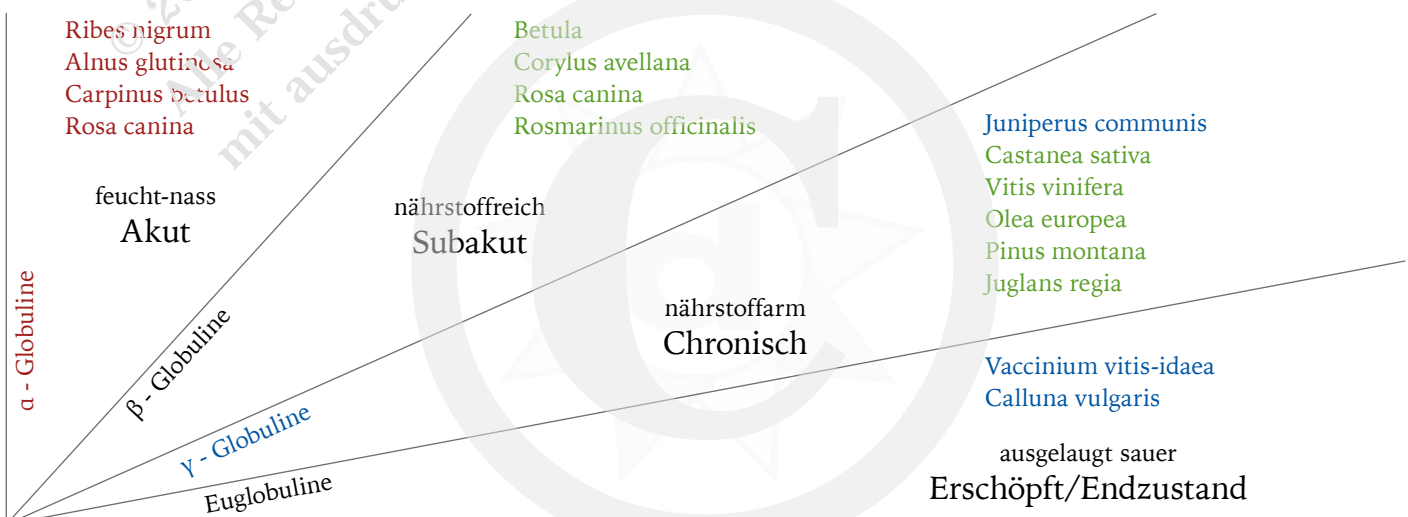 Ribes nigrum
Alnus glutinosa
Carpinus betulus
Rosa canina
feucht-nass
Akut
α - Globuline
Betula
Corylus avellana
Rosa canina
Rosmarinus officinalis
nährstoffreich
Subakut
β - Globuline
Juniperus communis
Castanea sativa
Vitis vinifera
Olea europea
Pinus montana
Juglans regia
nährstoffarm
Chronisch
γ - Globuline
Vaccinium vitis-idaea
Calluna vulgaris
ausgelaugt sauer
Erschöpft/Endzustand
Euglobuline
©
Alle
mit